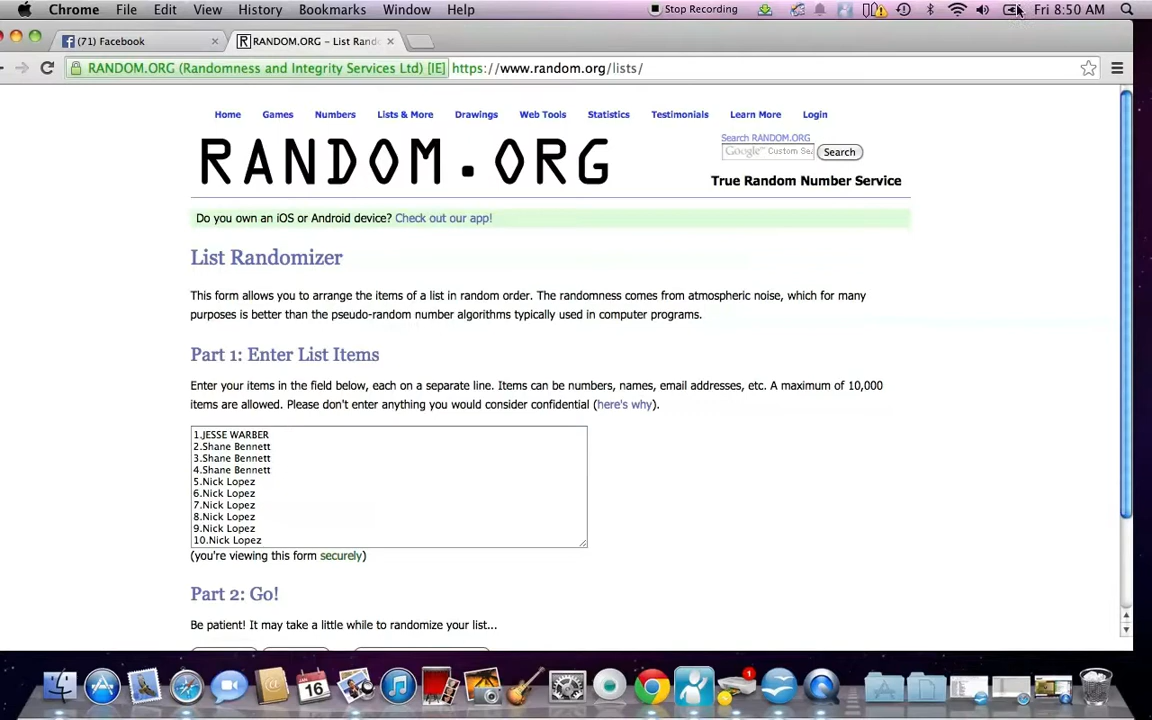 Chrome File Edit View History Bookmarks Window Help Stop Recording Fri 8:50 AM
(71) Facebook RANDOM.ORG – List Rand
RANDOM.ORG (Randomness and Integrity Services Ltd) [IE] https://www.random.org/lists/
Home Games Numbers Lists & More Drawings Web Tools Statistics Testimonials Learn More Login
Search RANDOM.ORG
RANDOM.ORG
Google™ Custom Sea Search
True Random Number Service
Do you own an iOS or Android device? Check out our app!
List Randomizer
This form allows you to arrange the items of a list in random order. The randomness comes from atmospheric noise, which for many
purposes is better than the pseudo-random number algorithms typically used in computer programs.
Part 1: Enter List Items
Enter your items in the field below, each on a separate line. Items can be numbers, names, email addresses, etc. A maximum of 10,000
items are allowed. Please don't enter anything you would consider confidential (here's why).
1.JESSE WARBER
2.Shane Bennett
3.Shane Bennett
4.Shane Bennett
5.Nick Lopez
6.Nick Lopez
7.Nick Lopez
8.Nick Lopez
9.Nick Lopez
10.Nick Lopez
(you're viewing this form securely)
Part 2: Go!
Be patient! It may take a little while to randomize your list...
JAN
16
1